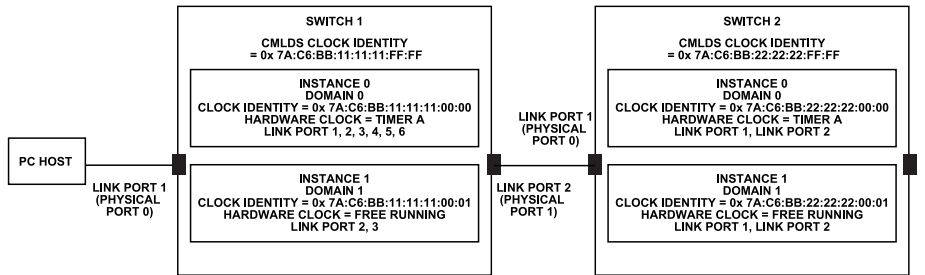 SWITCH 1
CMLDS CLOCK IDENTITY
= 0x 7A:C6:BB:11:11:11:FF:FF
INSTANCE 0
DOMAIN 0
CLOCK IDENTITY = 0x 7A:C6:BB:11:11:11:00:00
HARDWARE CLOCK = TIMER A
LINK PORT 1, 2, 3, 4, 5, 6
PC HOST
LINK PORT 1
(PHYSICAL
PORT 0)
INSTANCE 1
DOMAIN 1
CLOCK IDENTITY = 0x 7A:C6:BB:11:11:11:00:01
HARDWARE CLOCK = FREE RUNNING
LINK PORT 2, 3
LINK PORT 2
(PHYSICAL
PORT 1)
LINK PORT 1
(PHYSICAL
PORT 0)
SWITCH 2
CMLDS CLOCK IDENTITY
= 0x 7A:C6:BB:22:22:22:FF:FF
INSTANCE 0
DOMAIN 0
CLOCK IDENTITY = 0x 7A:C6:BB:22:22:22:00:00
HARDWARE CLOCK = TIMER A
LINK PORT 1, LINK PORT 2
INSTANCE 1
DOMAIN 1
CLOCK IDENTITY = 0x 7A:C6:BB:22:22:22:00:01
HARDWARE CLOCK = FREE RUNNING
LINK PORT 1, LINK PORT 2